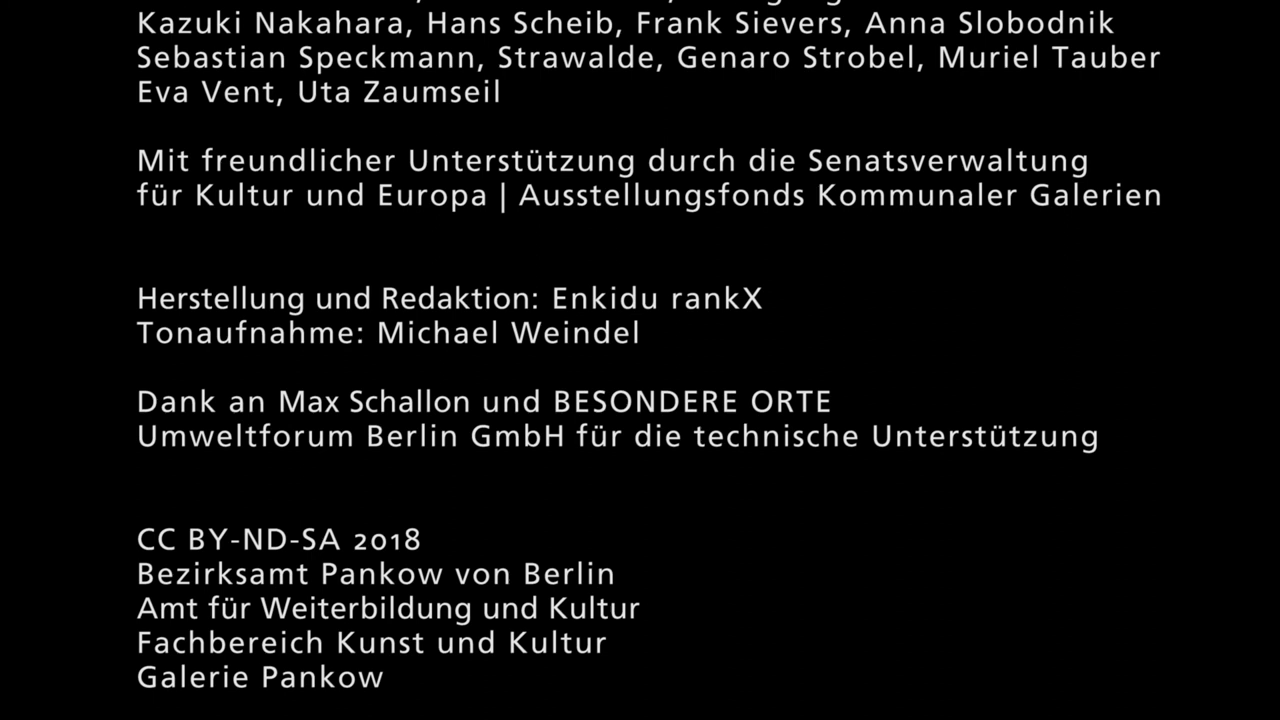 Kazuki Nakahara, Hans Scheib, Frank Sievers, Anna Slobodnik
Sebastian Speckmann, Strawalde, Genaro Strobel, Muriel Tauber
Eva Vent, Uta Zaumseil
Mit freundlicher Unterstützung durch die Senatsverwaltung
für Kultur und Europa | Ausstellungsfonds Kommunaler Galerien
Herstellung und Redaktion: Enkidu rankX
Tonaufnahme: Michael Weindel
Dank an Max Schallon und BESONDERE ORTE
Umweltforum Berlin GmbH für die technische Unterstützung
CC BY-ND-SA 2018
Bezirksamt Pankow von Berlin
Amt für Weiterbildung und Kultur
Fachbereich Kunst und Kultur
Galerie Pankow